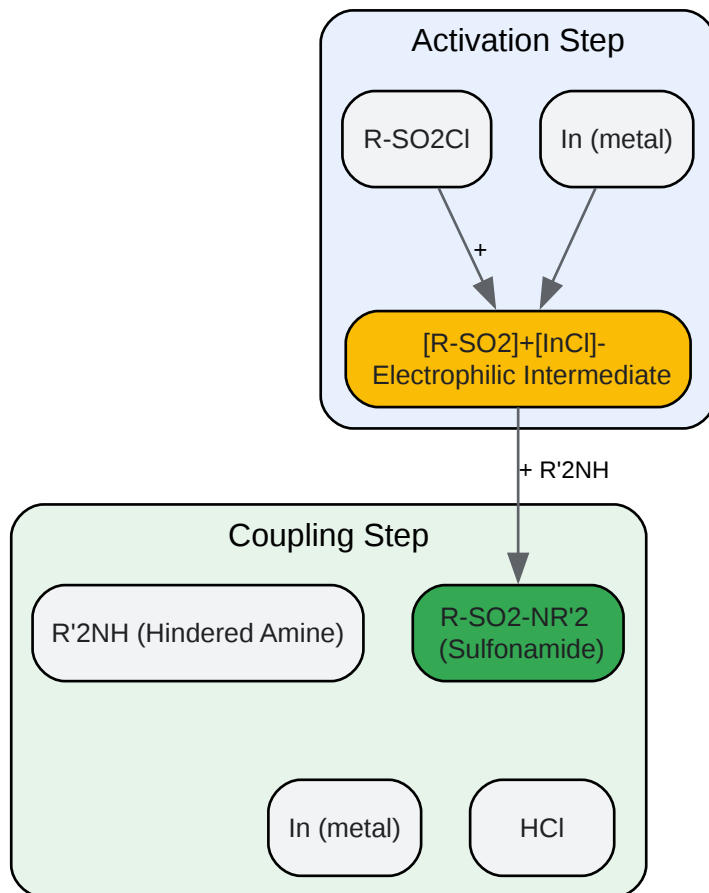 Activation Step
R-SO2Cl
In (metal)
+
[R-SO2]+[InCl]-
Electrophilic Intermediate
+ R'2NH
Coupling Step
R'2NH (Hindered Amine)
R-SO2-NR'2
(Sulfonamide)
In (metal)
HCl